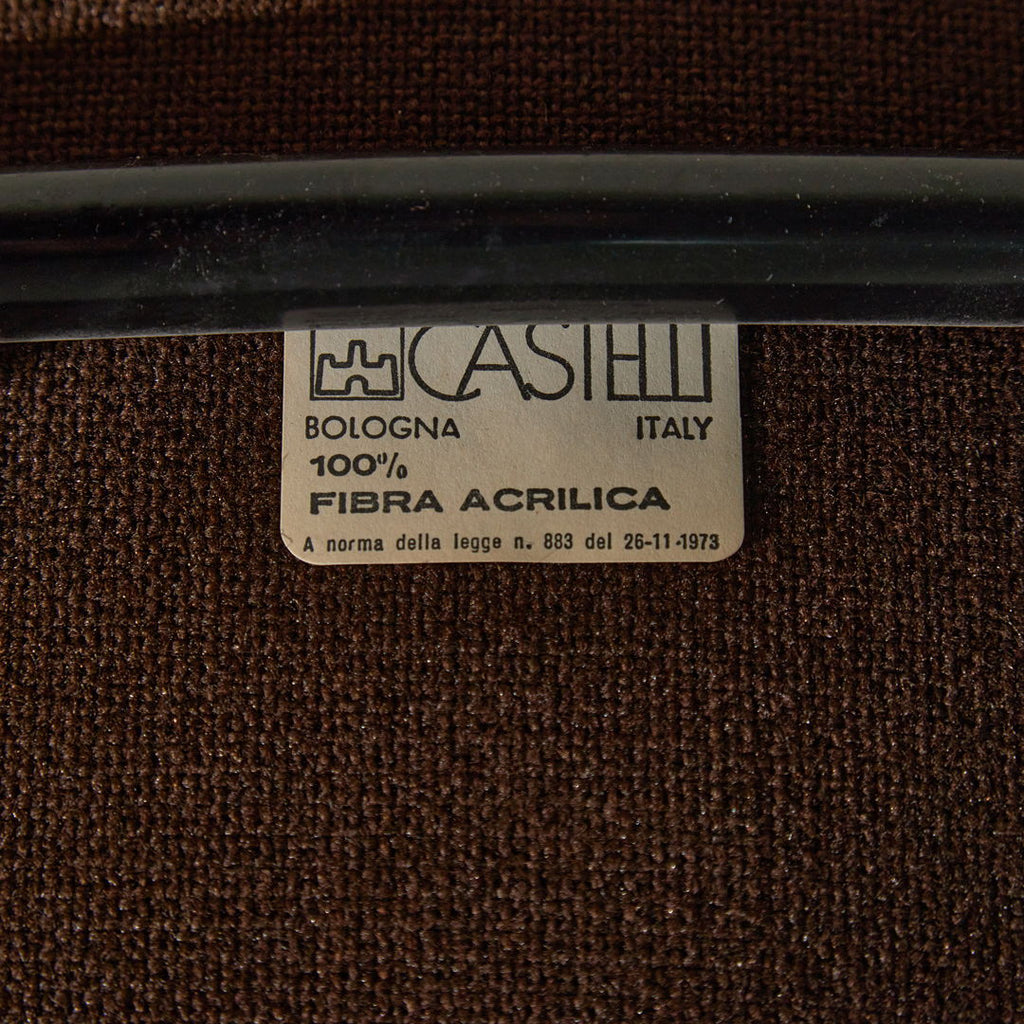 CASTELLI
BOLOGNA ITALY
100%
FIBRA ACRILICA
A norma della legge n. 883 del 26-11-1973